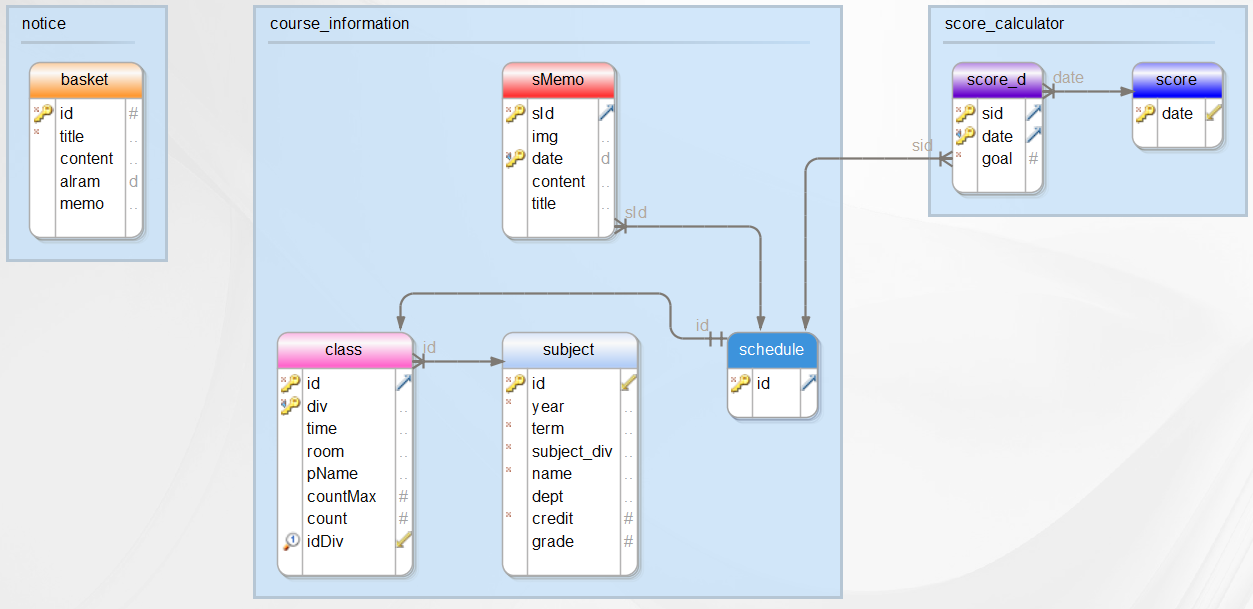 notice
basket
id #
title ..
content ..
alram d
memo ..
course_information
sMemo
sId
img ..
date d
content ..
title ..
sId
class
id
div ..
time ..
room ..
pName ..
countMax #
count #
1 idDiv
id
subject
id
year ..
term ..
subject_div ..
name ..
dept ..
credit #
grade #
id
schedule
id
score_calculator
score_d
sid
date
goal #
date
sid
score
date